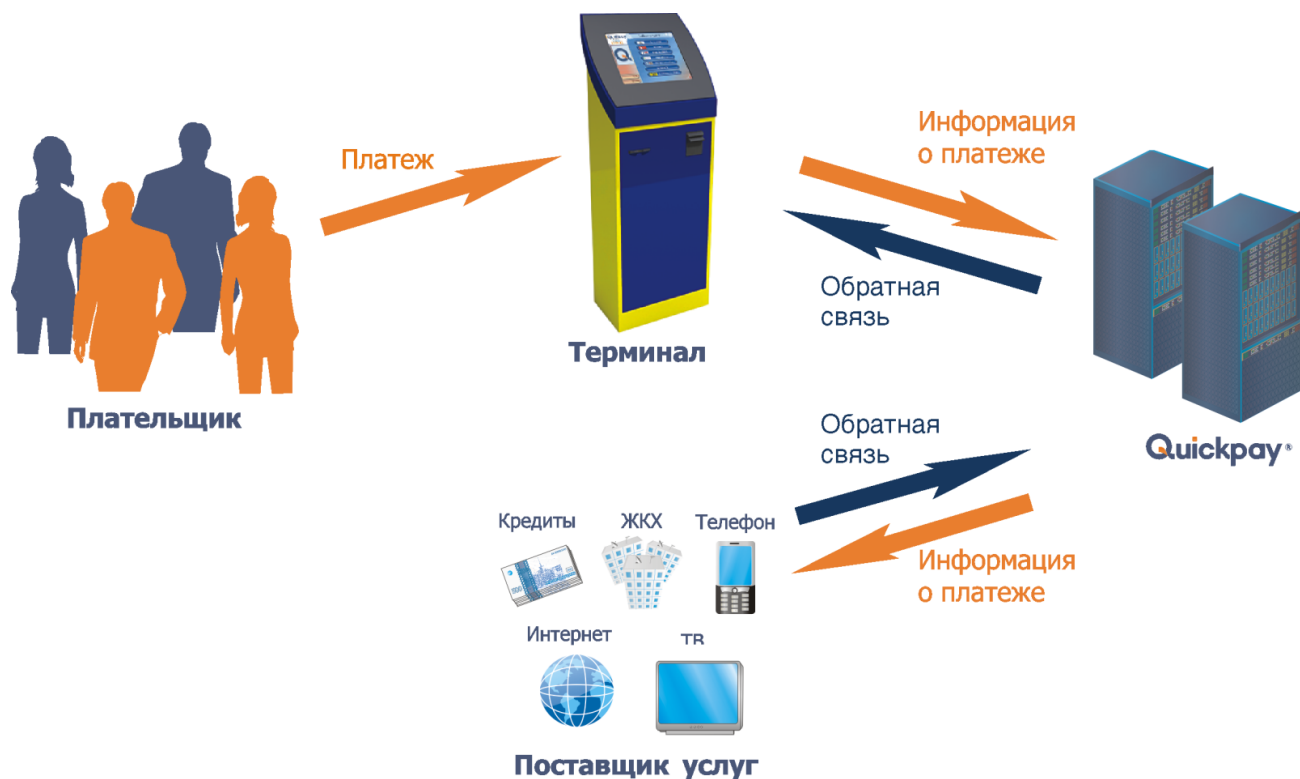 Платеж
Информация
о платеже
Обратная
связь
Терминал
Плательщик
Quickpay®
Обратная
связь
Кредиты ЖКХ Телефон
Информация
о платеже
Интернет ТВ
Поставщик услуг